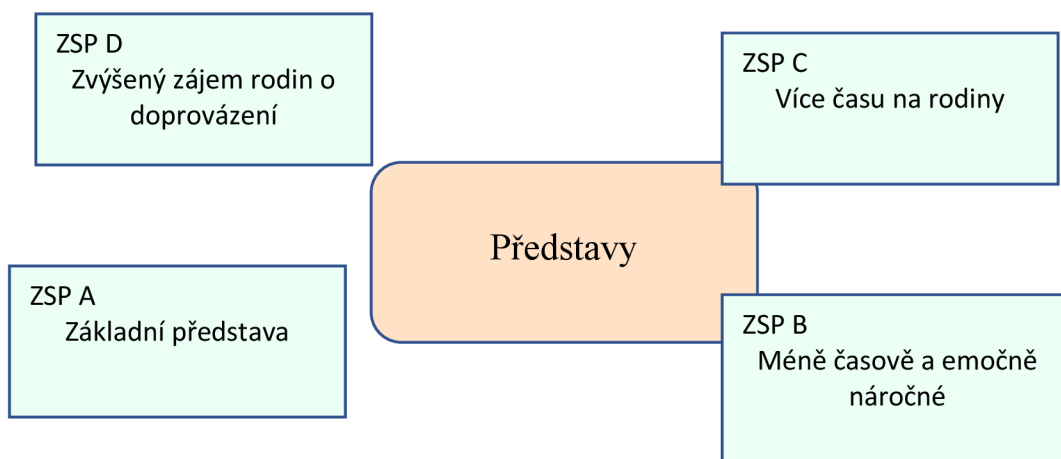 ZSP D
Zvýšený zájem rodin o
doprovázení
ZSP C
Více času na rodiny
Představy
ZSP A
Základní představa
ZSP B
Méně časově a emočně
náročné